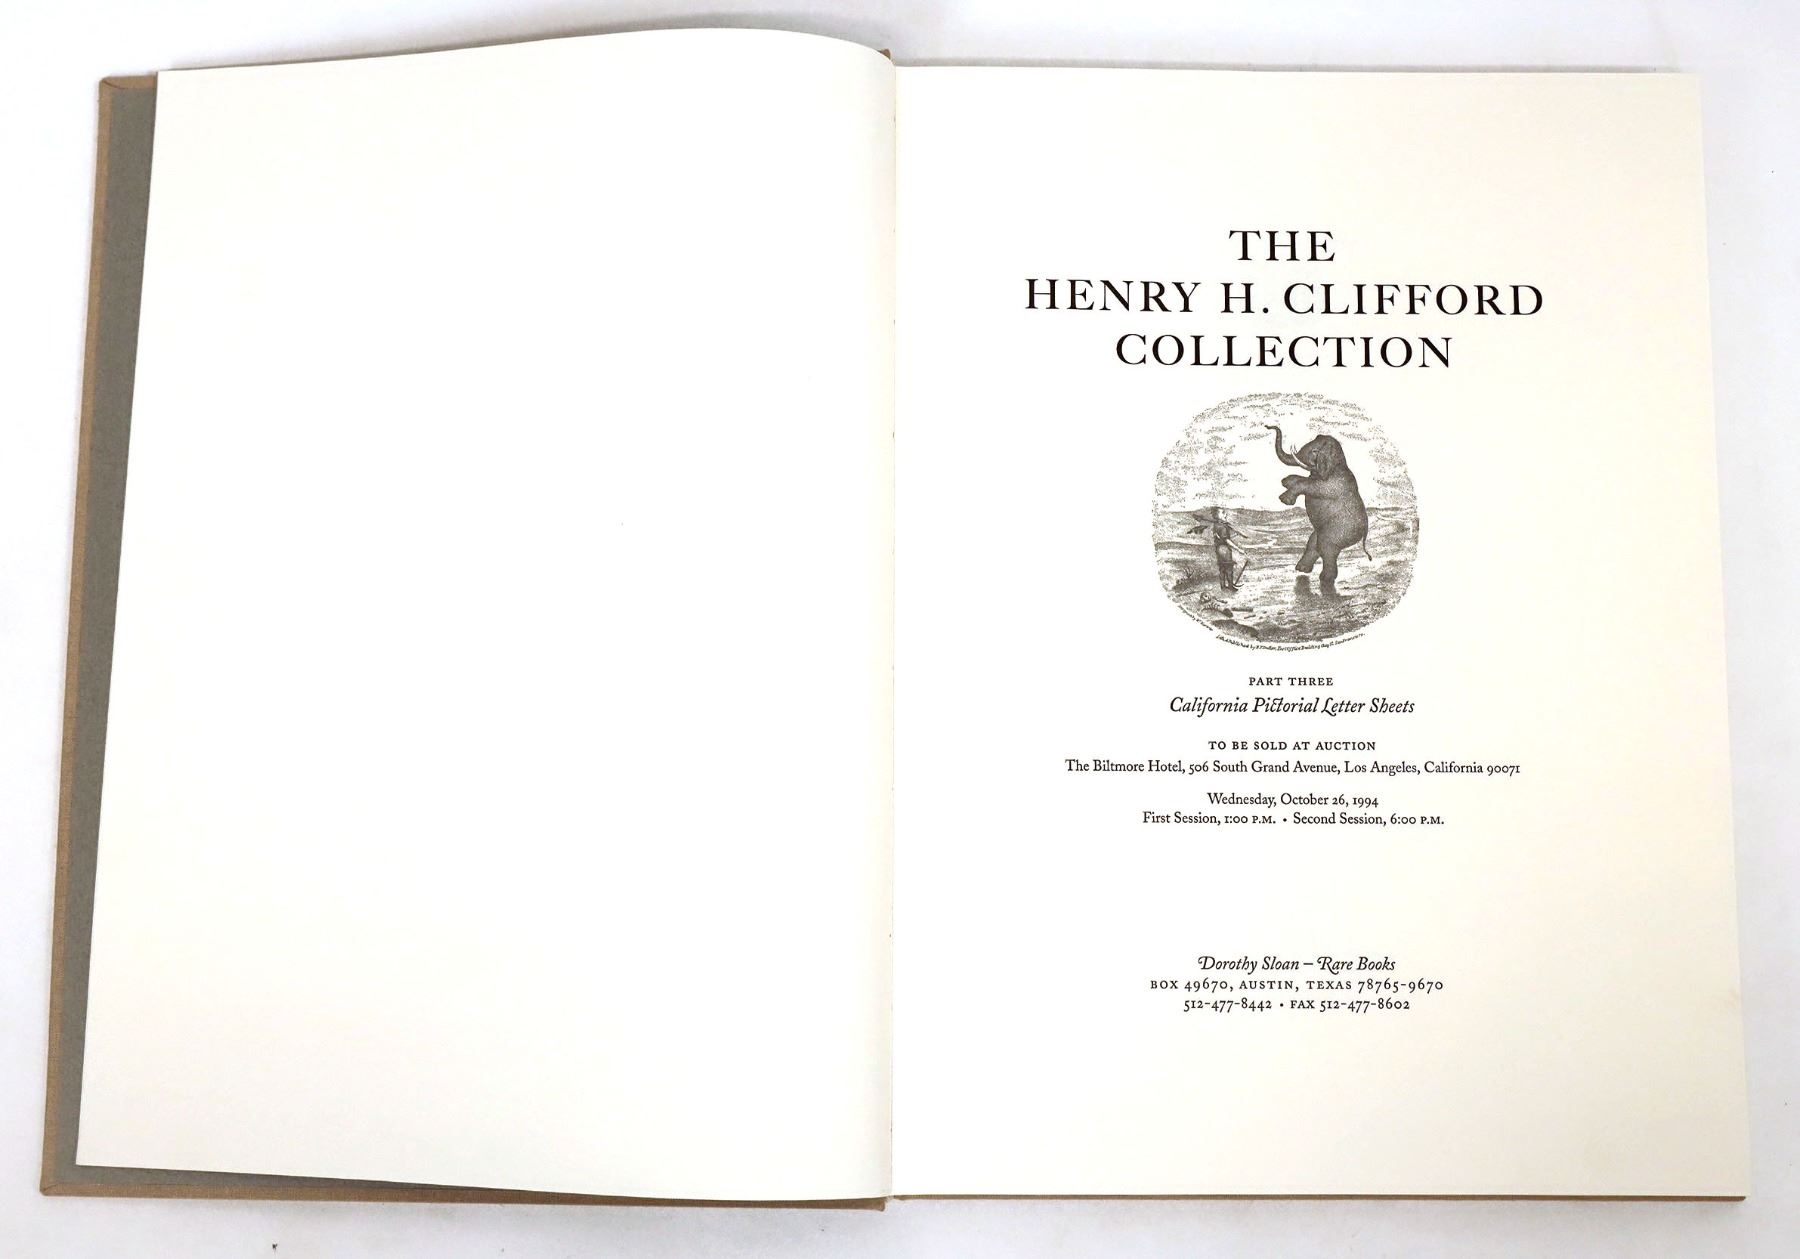 THE
HENRY H. CLIFFORD
COLLECTION
PART THREE
California Pictorial Letter Sheets
TO BE SOLD AT AUCTION
The Biltmore Hotel, 506 South Grand Avenue, Los Angeles, California 90071
Wednesday, October 26, 1994
First Session, 1:00 P.M. • Second Session, 6:00 P.M.
Dorothy Sloan – Rare Books
BOX 49670, AUSTIN, TEXAS 78765-9670
512-477-8442 • FAX 512-477-8602